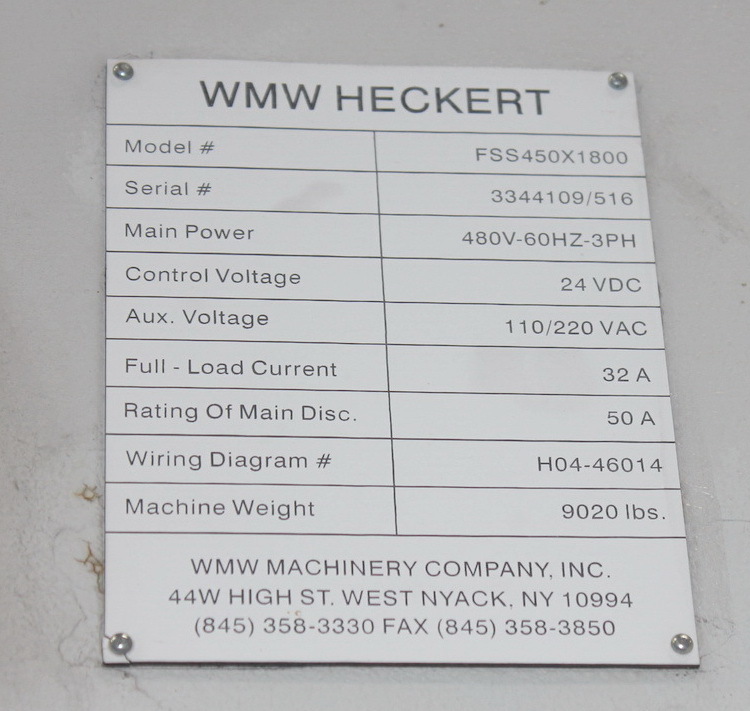 WMW HECKERT
Model # FSS450X1800
Serial # 3344109/516
Main Power 480V-60HZ-3PH
Control Voltage 24 VDC
Aux. Voltage 110/220 VAC
Full - Load Current 32 A
Rating Of Main Disc. 50 A
Wiring Diagram # H04-46014
Machine Weight 9020 lbs.
WMW MACHINERY COMPANY, INC.
44W HIGH ST. WEST NYACK, NY 10994
(845) 358-3330 FAX (845) 358-3850